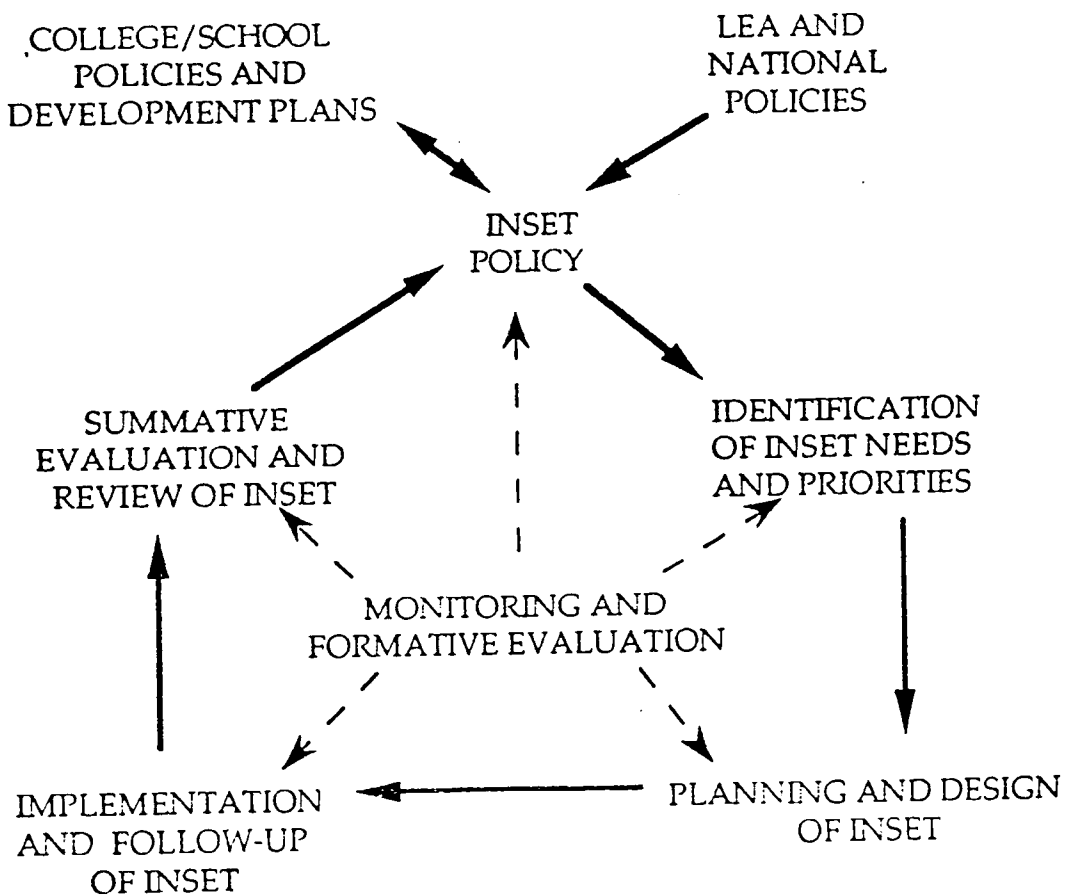 COLLEGE/SCHOOL
POLICIES AND
DEVELOPMENT PLANS
LEA AND
NATIONAL
POLICIES
INSET
POLICY
SUMMATIVE
EVALUATION AND
REVIEW OF INSET
IDENTIFICATION
OF INSET NEEDS
AND PRIORITIES
MONITORING AND
FORMATIVE EVALUATION
IMPLEMENTATION
AND FOLLOW-UP
OF INSET
PLANNING AND DESIGN
OF INSET